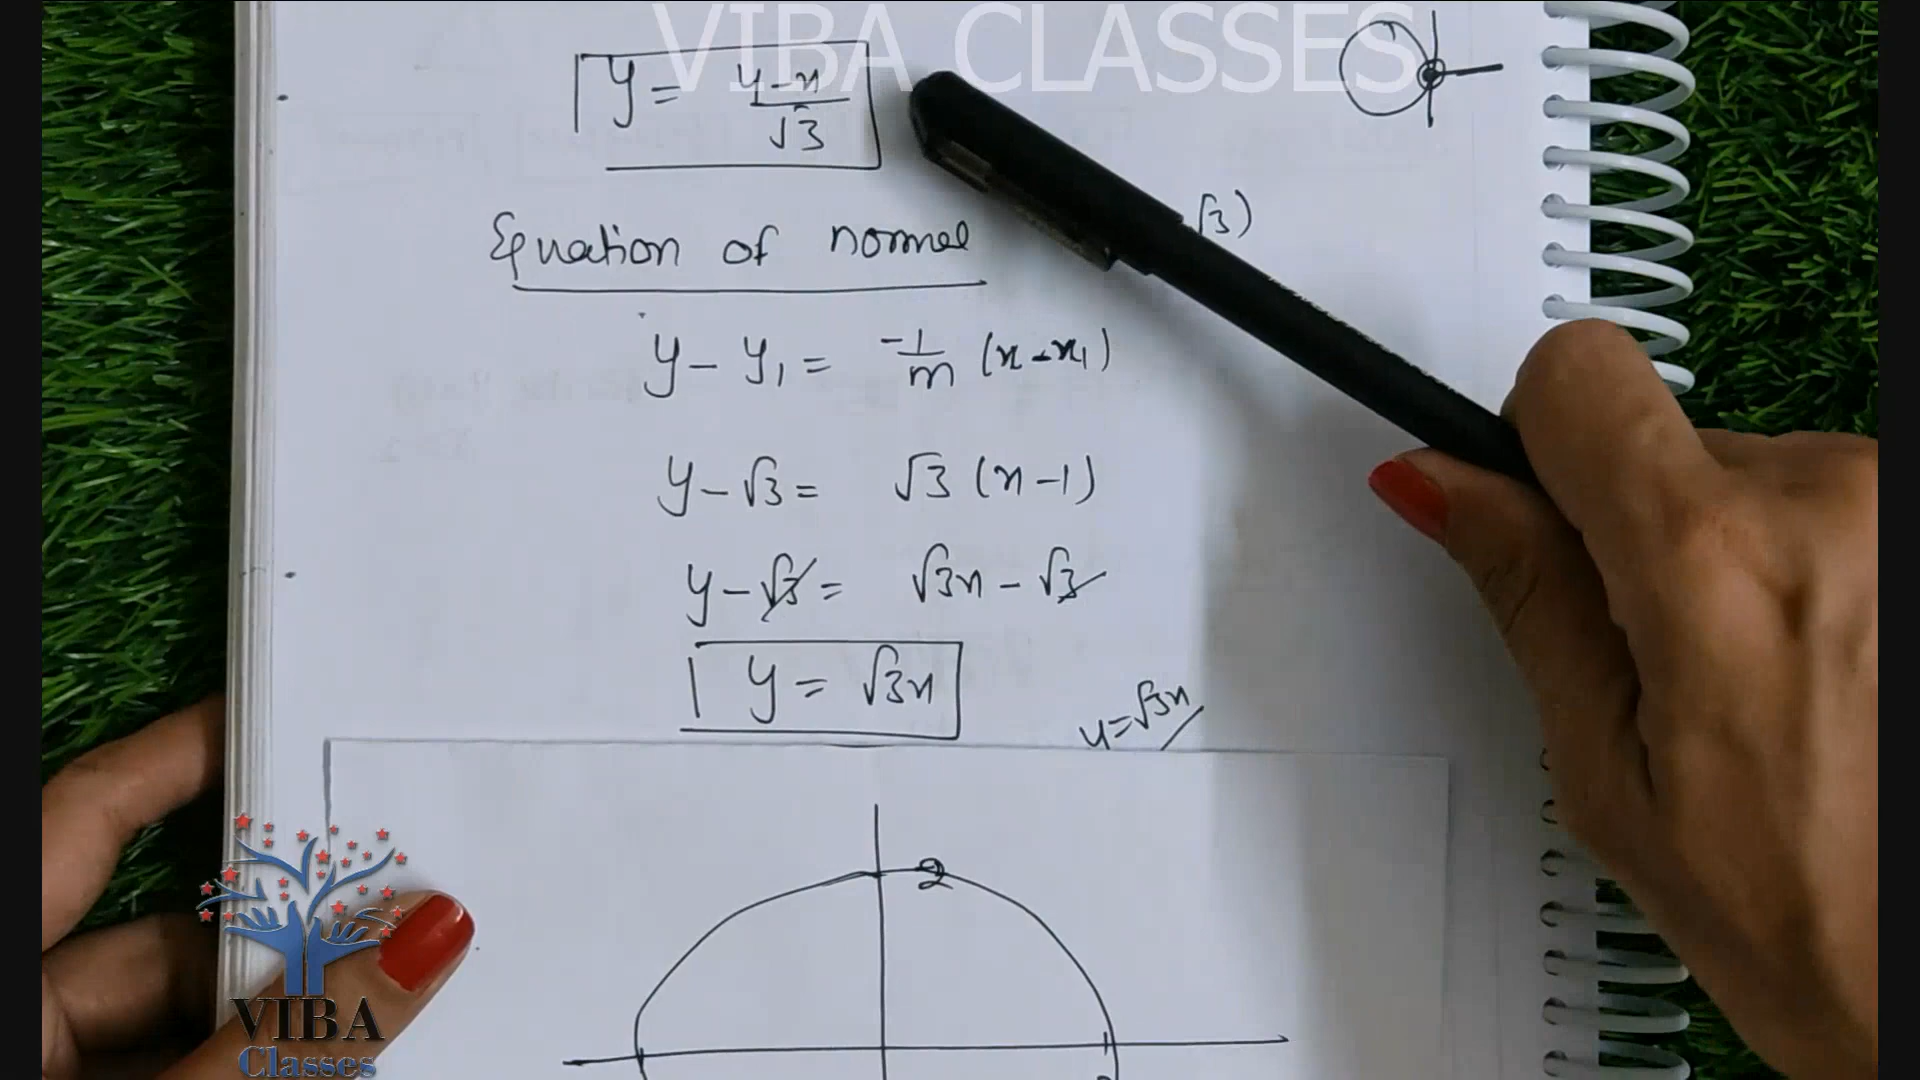 VIBA CLASSES
y = (4-x)/√3
√3)
Equation of normal
y - y₁ = -1/m (x - x₁)
y - √3 = √3 (x - 1)
y - √3 = √3x - √3
y = √3x
y = √3x
2
VIBA
Classes